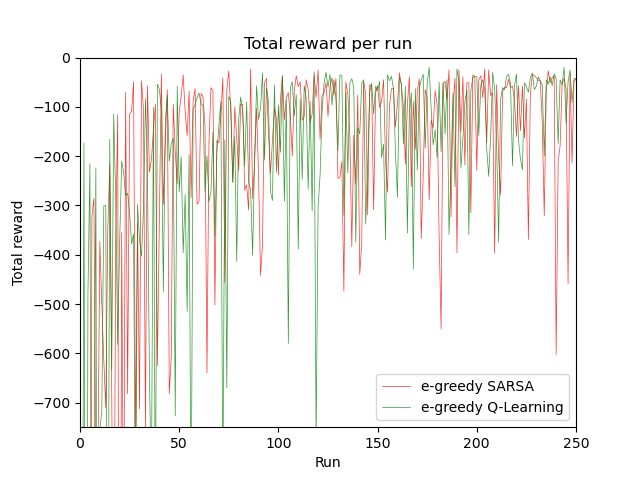 Total reward per run
0
−100
−200
−300
−400
−500
−600
−700
Total reward
e-greedy SARSA
e-greedy Q-Learning
0 50 100 150 200 250
Run